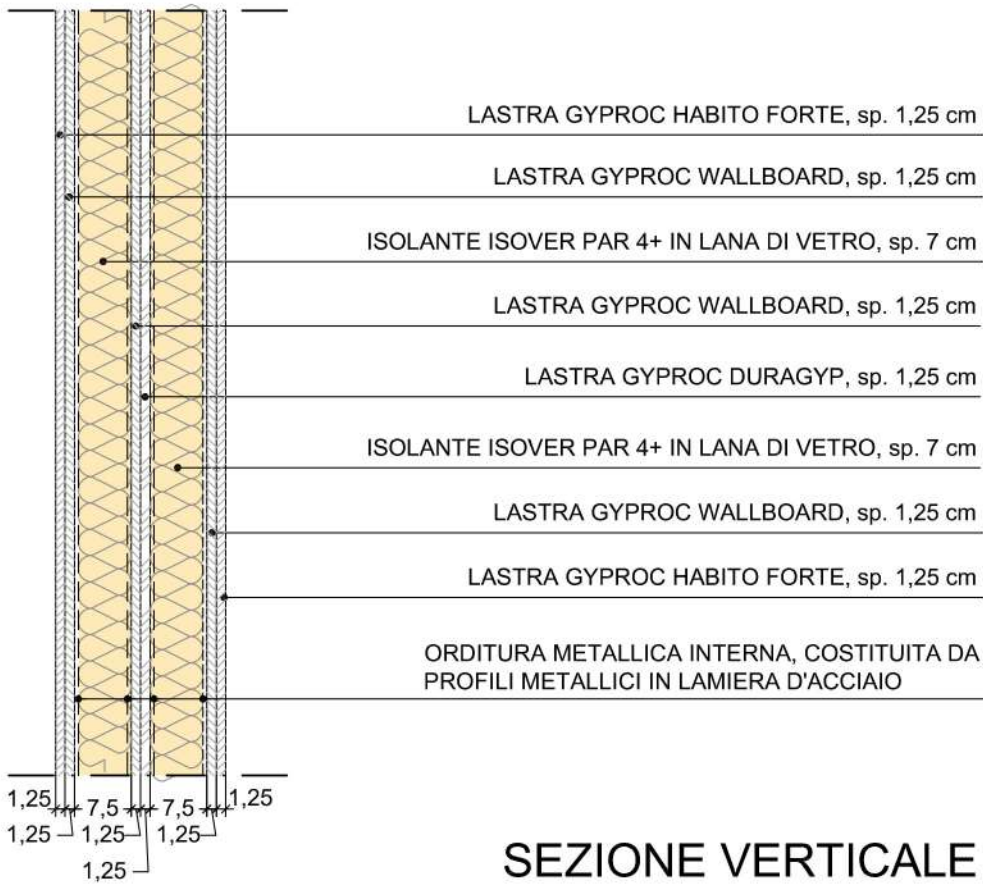 LASTRA GYPROC HABITO FORTE, sp. 1,25 cm
LASTRA GYPROC WALLBOARD, sp. 1,25 cm
ISOLANTE ISOVER PAR 4+ IN LANA DI VETRO, sp. 7 cm
LASTRA GYPROC WALLBOARD, sp. 1,25 cm
LASTRA GYPROC DURAGYP, sp. 1,25 cm
ISOLANTE ISOVER PAR 4+ IN LANA DI VETRO, sp. 7 cm
LASTRA GYPROC WALLBOARD, sp. 1,25 cm
LASTRA GYPROC HABITO FORTE, sp. 1,25 cm
ORDITURA METALLICA INTERNA, COSTITUITA DA
PROFILI METALLICI IN LAMIERA D'ACCIAIO
1,25 7,5 7,5 1,25
1,25 1,25 1,25
1,25
SEZIONE VERTICALE